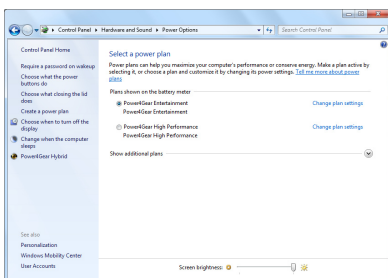 Control Panel ▸ Hardware and Sound ▸ Power Options
Search Control Panel
Control Panel Home
Require a password on wakeup
Choose what the power
buttons do
Choose what closing the lid
does
Create a power plan
Choose when to turn off the
display
Change when the computer
sleeps
Power4Gear Hybrid
See also
Personalization
Windows Mobility Center
User Accounts
Select a power plan
Power plans can help you maximize your computer's performance or conserve energy. Make a plan active by
selecting it, or choose a plan and customize it by changing its power settings. Tell me more about power
plans
Plans shown on the battery meter
Power4Gear Entertainment Change plan settings
Power4Gear Entertainment
Power4Gear High Performance Change plan settings
Power4Gear High Performance
Show additional plans
Screen brightness: